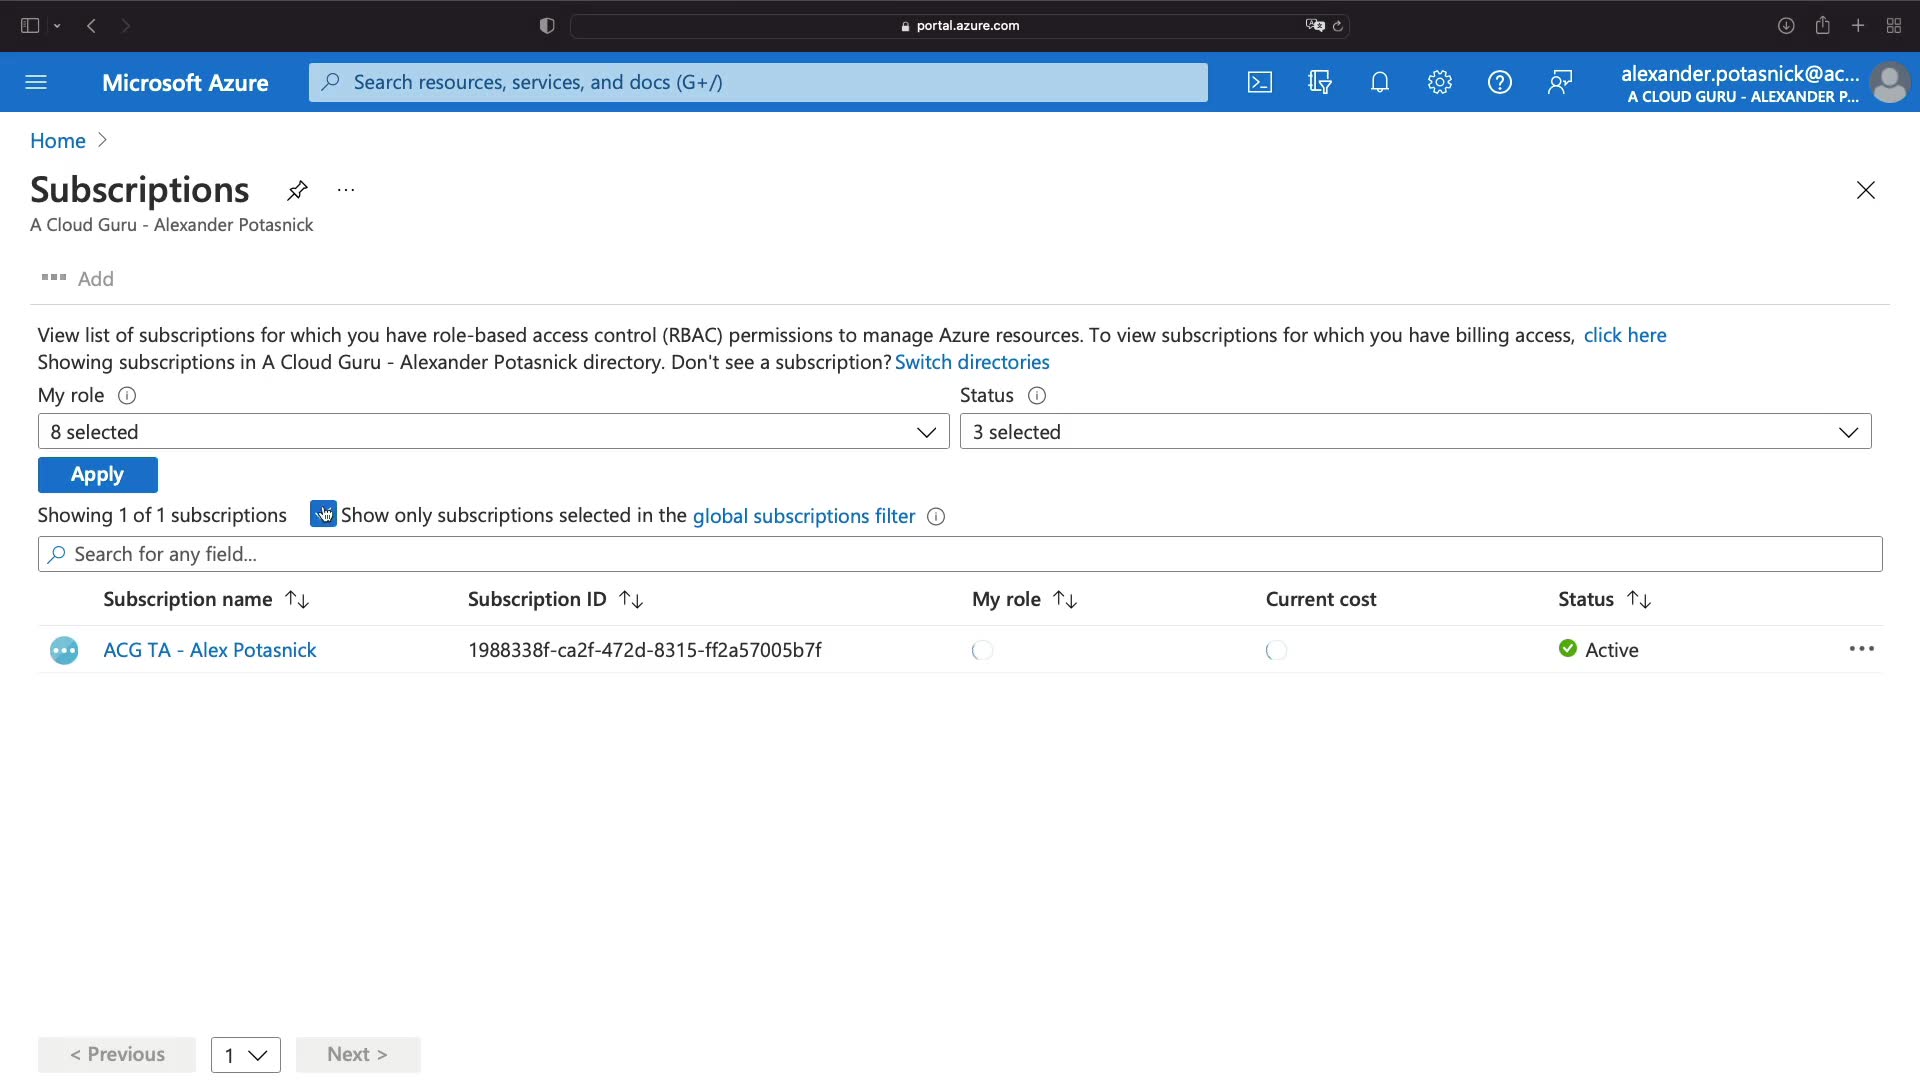 portal.azure.com
Microsoft Azure
Search resources, services, and docs (G+/)
alexander.potasnick@ac...
A CLOUD GURU - ALEXANDER P...
Home
Subscriptions
A Cloud Guru - Alexander Potasnick
Add
View list of subscriptions for which you have role-based access control (RBAC) permissions to manage Azure resources. To view subscriptions for which you have billing access, click here
Showing subscriptions in A Cloud Guru - Alexander Potasnick directory. Don't see a subscription? Switch directories
My role
Status
8 selected
3 selected
Apply
Showing 1 of 1 subscriptions
Show only subscriptions selected in the global subscriptions filter
Search for any field...
Subscription name
Subscription ID
My role
Current cost
Status
ACG TA - Alex Potasnick
1988338f-ca2f-472d-8315-ff2a57005b7f
Active
< Previous
1
Next >